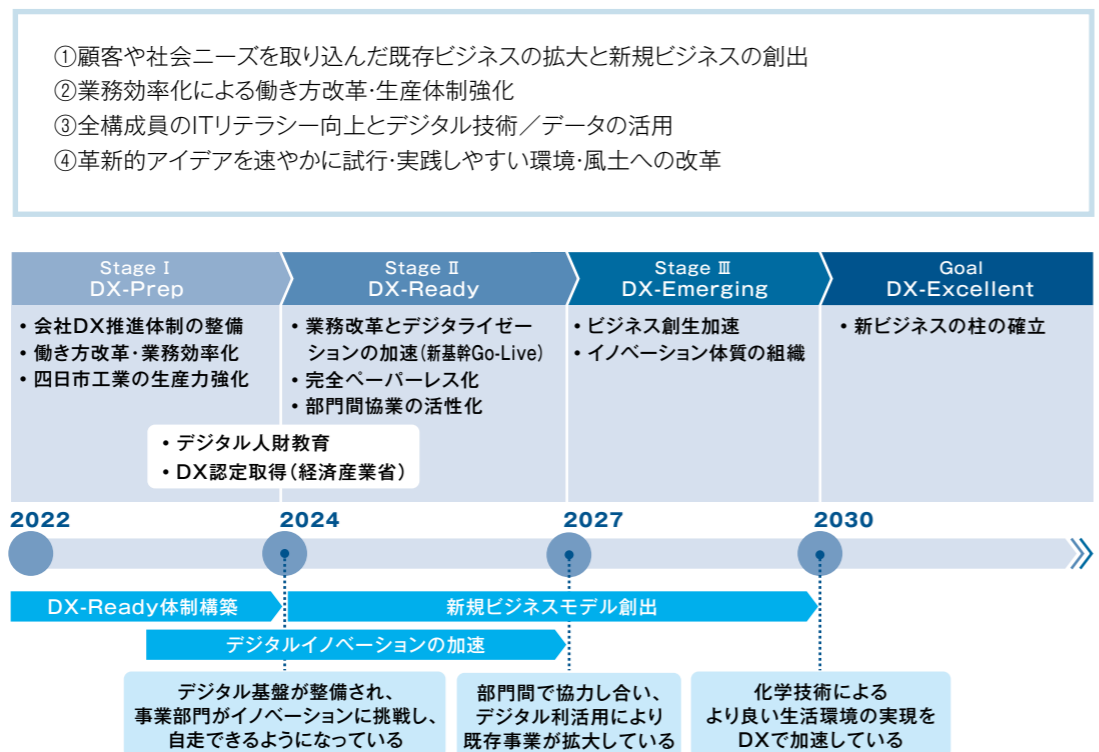 ①顧客や社会ニーズを取り込んだ既存ビジネスの拡大と新規ビジネスの創出
②業務効率化による働き方改革・生産体制強化
③全構成員のITリテラシー向上とデジタル技術／データの活用
④革新的アイデアを速やかに試行・実践しやすい環境・風土への改革
Stage Ⅰ
DX-Prep
・会社DX推進体制の整備
・働き方改革・業務効率化
・四日市工業の生産力強化
Stage Ⅱ
DX-Ready
・業務改革とデジタライゼー
ションの加速（新基幹Go-Live）
・完全ペーパーレス化
・部門間協業の活性化
・デジタル人財教育
・DX認定取得（経済産業省）
Stage Ⅲ
DX-Emerging
・ビジネス創生加速
・イノベーション体質の組織
Goal
DX-Excellent
・新ビジネスの柱の確立
2022
2024
2027
2030
DX-Ready体制構築
新規ビジネスモデル創出
デジタルイノベーションの加速
デジタル基盤が整備され、
事業部門がイノベーションに挑戦し、
自走できるようになっている
部門間で協力し合い、
デジタル利活用により
既存事業が拡大している
化学技術による
より良い生活環境の実現を
DXで加速している